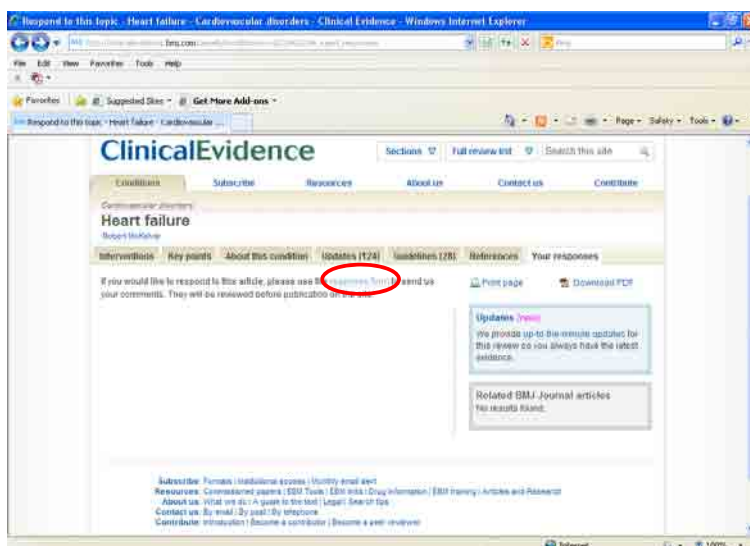 Respond to this topic - Heart failure - Cardiovascular disorders - Clinical Evidence - Windows Internet Explorer
bmj.com
File Edit View Favorites Tools Help
Favorites Suggested Sites Get More Add-ons
Respond to this topic - Heart failure - Cardiovascular ... Page Safety Tools
ClinicalEvidence Sections Full review list Search this site
Conditions Subscribe Resources About us Contact us Contribute
Cardiovascular disorders
Heart failure
Robert McKelvie
Interventions Key points About this condition Updates (124) Guidelines (28) References Your responses
If you would like to respond to this article, please use the responses form to send us
your comments. They will be reviewed before publication on the site
Print page Download PDF
Updates
We provide up-to-the-minute updates for
this review so you always have the latest
evidence.
Related BMJ Journal articles
No results found.
Subscribe: Formats | Institutional access | Monthly email alert
Resources: Commissioned papers | EBM Tools | EBM links | Drug information | EBM training | Articles and Research
About us: What we do | A guide to the text | Legal | Search tips
Contact us: By email | By post | By telephone
Contribute: Introduction | Become a contributor | Become a peer reviewer
Internet 100%